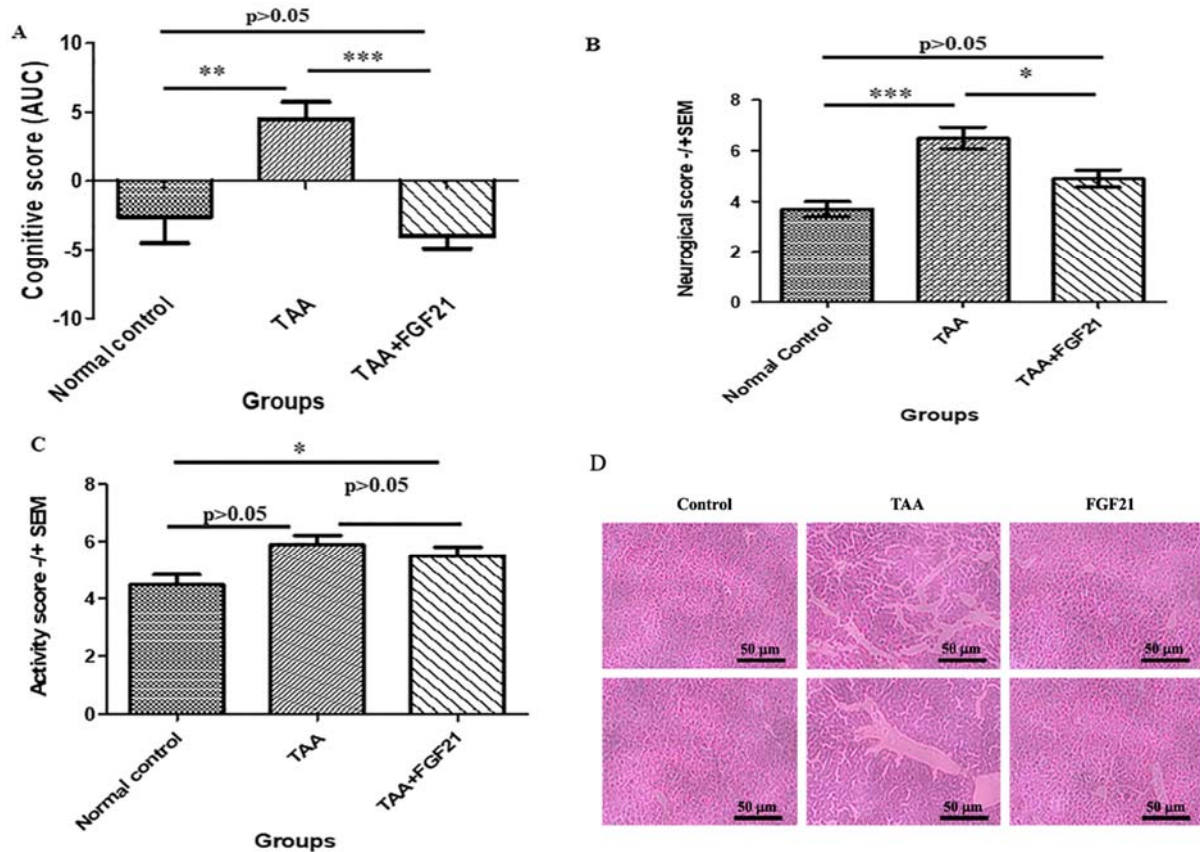 A
p>0.05
**
***
Cognitive score (AUC)
10
5
0
-5
-10
Normal control
TAA
TAA+FGF21
Groups
B
p>0.05
***
*
Neurogical score -/+SEM
8
6
4
2
0
Normal Control
TAA
TAA+FGF21
Groups
C
*
p>0.05
p>0.05
Activity score -/+ SEM
8
6
4
2
0
Normal control
TAA
TAA+FGF21
Groups
D
Control
TAA
FGF21
50 µm
50 µm
50 µm
50 µm
50 µm
50 µm